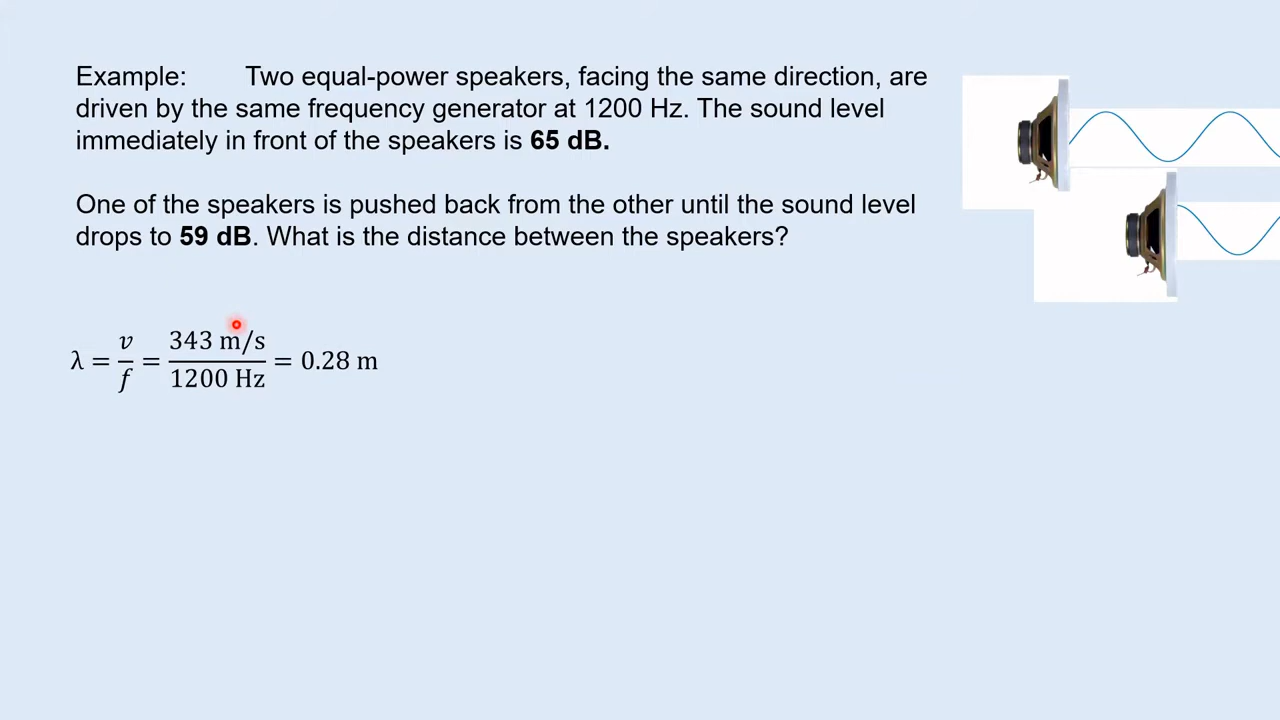 Example: Two equal-power speakers, facing the same direction, are
driven by the same frequency generator at 1200 Hz. The sound level
immediately in front of the speakers is 65 dB.
One of the speakers is pushed back from the other until the sound level
drops to 59 dB. What is the distance between the speakers?
λ = v/f = 343 m/s / 1200 Hz = 0.28 m